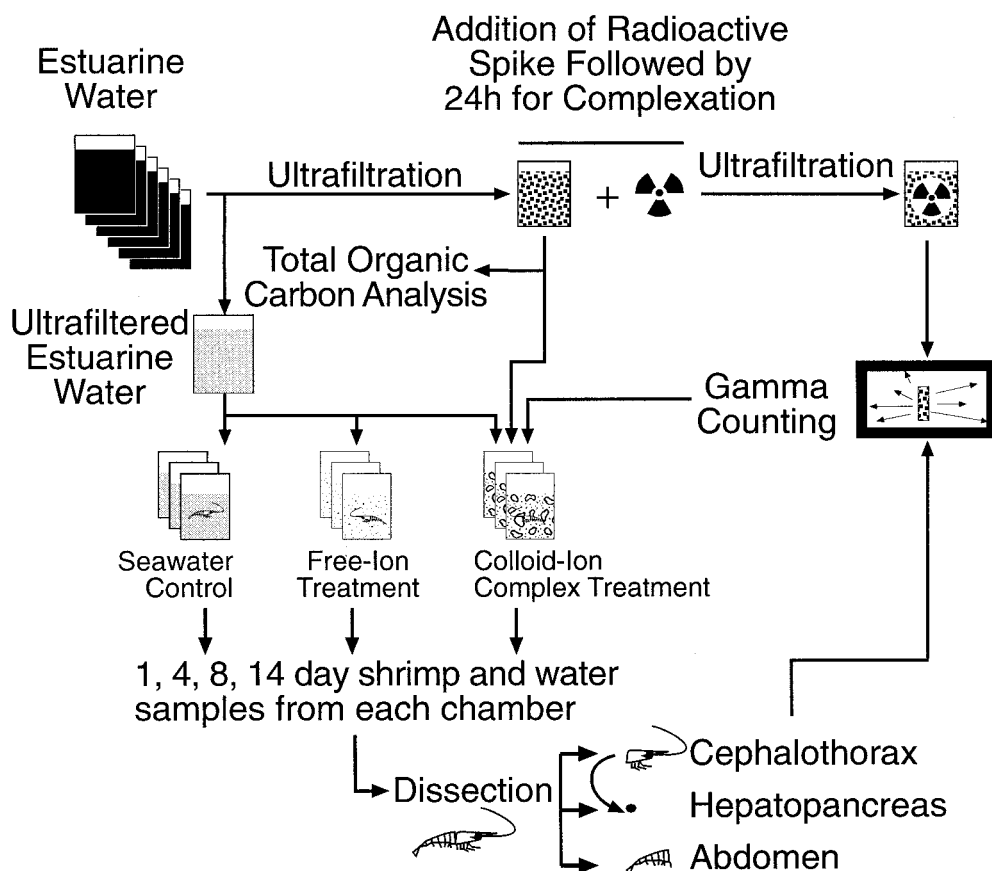 Estuarine
Water
Addition of Radioactive
Spike Followed by
24h for Complexation
Ultrafiltration
+
Ultrafiltration
Total Organic
Carbon Analysis
Ultrafiltered
Estuarine
Water
Gamma
Counting
Seawater
Control
Free-Ion
Treatment
Colloid-Ion
Complex Treatment
1, 4, 8, 14 day shrimp and water
samples from each chamber
Dissection
Cephalothorax
Hepatopancreas
Abdomen